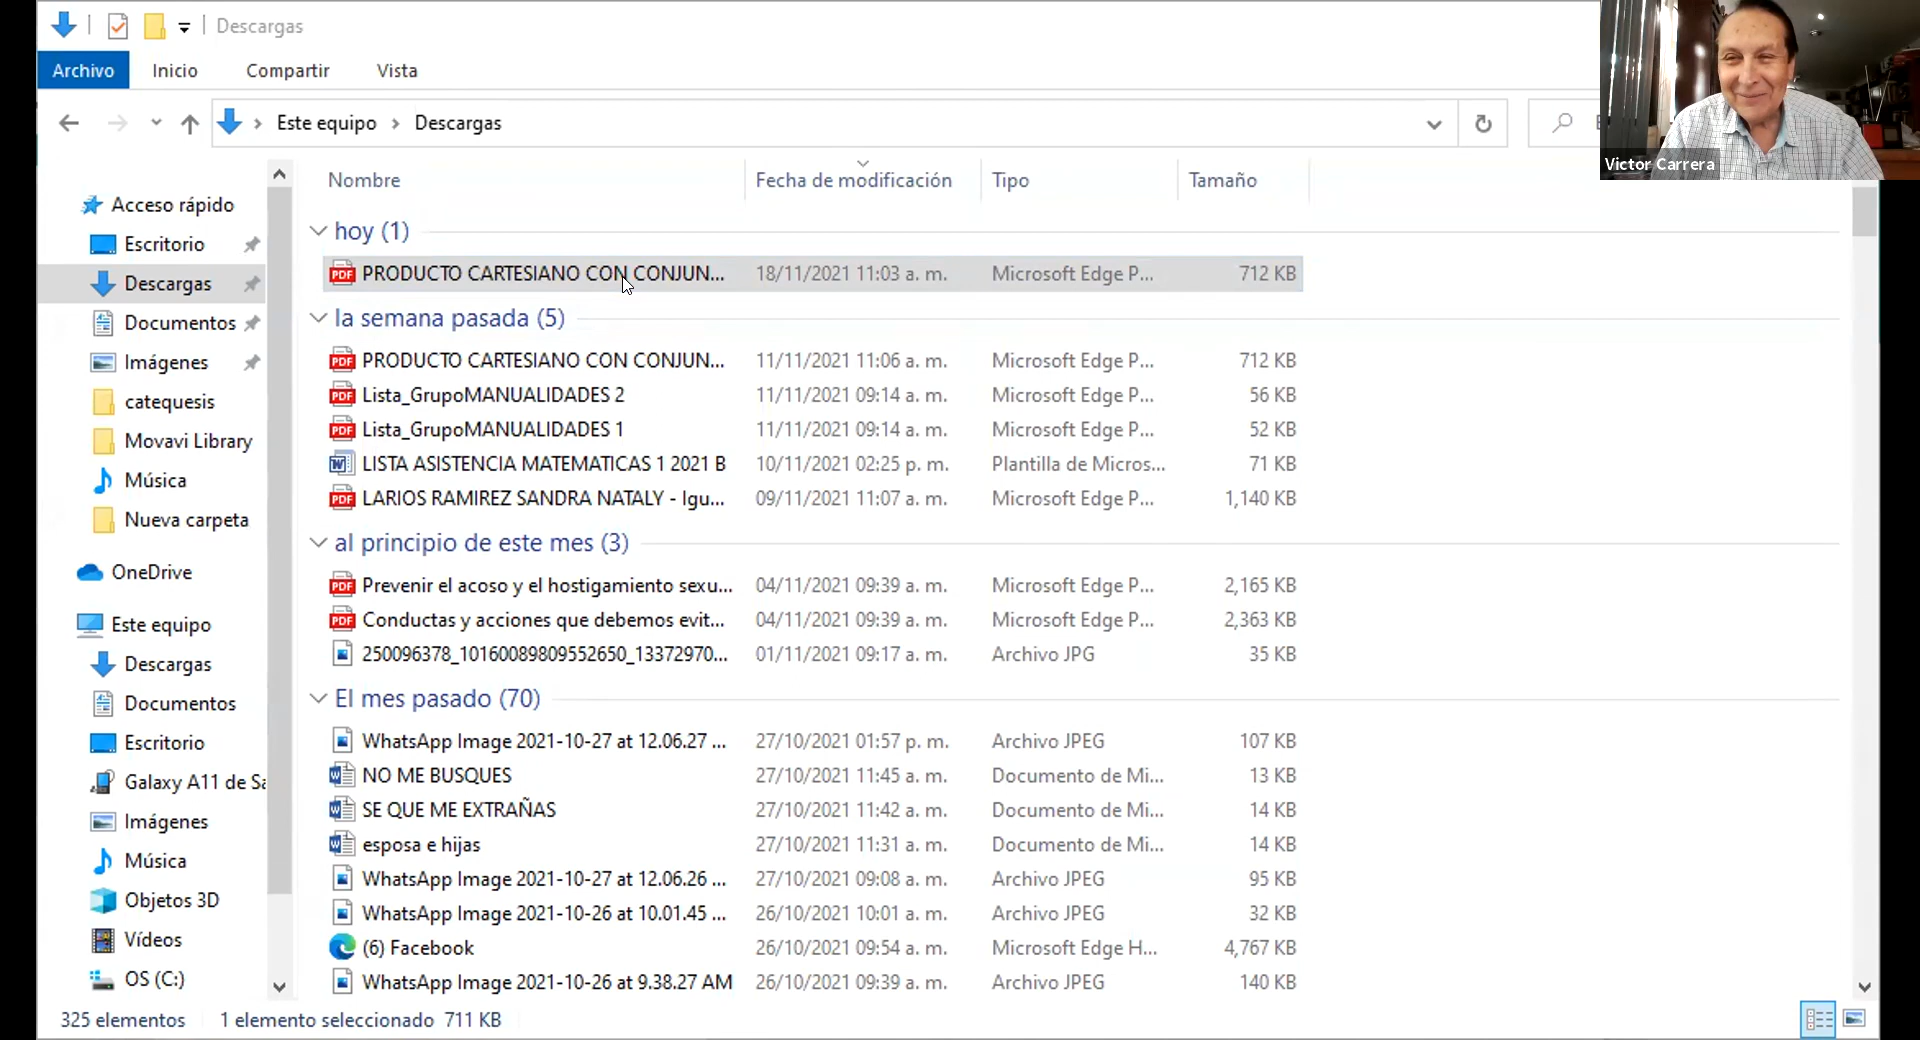 Descargas
Archivo Inicio Compartir Vista
Este equipo > Descargas
Victor Carrera
Nombre Fecha de modificación Tipo Tamaño
Acceso rápido
Escritorio
Descargas
Documentos
Imágenes
catequesis
Movavi Library
Música
Nueva carpeta
OneDrive
Este equipo
Descargas
Documentos
Escritorio
Galaxy A11 de Sa
Imágenes
Música
Objetos 3D
Vídeos
OS (C:)
hoy (1)
PRODUCTO CARTESIANO CON CONJUN... 18/11/2021 11:03 a. m. Microsoft Edge P... 712 KB
la semana pasada (5)
PRODUCTO CARTESIANO CON CONJUN... 11/11/2021 11:06 a. m. Microsoft Edge P... 712 KB
Lista_GrupoMANUALIDADES 2 11/11/2021 09:14 a. m. Microsoft Edge P... 56 KB
Lista_GrupoMANUALIDADES 1 11/11/2021 09:14 a. m. Microsoft Edge P... 52 KB
LISTA ASISTENCIA MATEMATICAS 1 2021 B 10/11/2021 02:25 p. m. Plantilla de Micros... 71 KB
LARIOS RAMIREZ SANDRA NATALY - Igu... 09/11/2021 11:07 a. m. Microsoft Edge P... 1,140 KB
al principio de este mes (3)
Prevenir el acoso y el hostigamiento sexu... 04/11/2021 09:39 a. m. Microsoft Edge P... 2,165 KB
Conductas y acciones que debemos evit... 04/11/2021 09:39 a. m. Microsoft Edge P... 2,363 KB
250096378_10160089809552650_13372970... 01/11/2021 09:17 a. m. Archivo JPG 35 KB
El mes pasado (70)
WhatsApp Image 2021-10-27 at 12.06.27 ... 27/10/2021 01:57 p. m. Archivo JPEG 107 KB
NO ME BUSQUES 27/10/2021 11:45 a. m. Documento de Mi... 13 KB
SE QUE ME EXTRAÑAS 27/10/2021 11:42 a. m. Documento de Mi... 14 KB
esposa e hijas 27/10/2021 11:31 a. m. Documento de Mi... 14 KB
WhatsApp Image 2021-10-27 at 12.06.26 ... 27/10/2021 09:08 a. m. Archivo JPEG 95 KB
WhatsApp Image 2021-10-26 at 10.01.45 ... 26/10/2021 10:01 a. m. Archivo JPEG 32 KB
(6) Facebook 26/10/2021 09:54 a. m. Microsoft Edge H... 4,767 KB
WhatsApp Image 2021-10-26 at 9.38.27 AM 26/10/2021 09:39 a. m. Archivo JPEG 140 KB
325 elementos 1 elemento seleccionado 711 KB